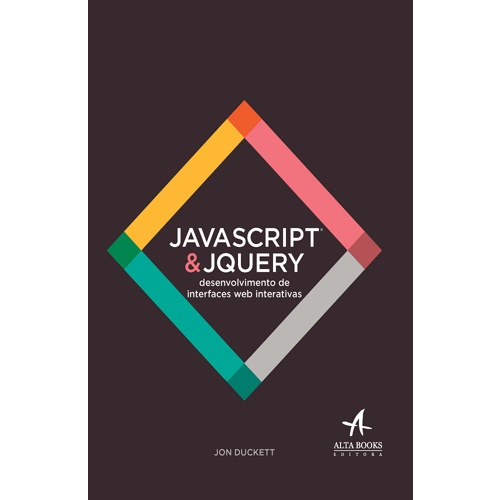 JAVASCRIPT®
& JQUERY
desenvolvimento de
interfaces web interativas
JON DUCKETT
A
ALTA BOOKS
EDITORA